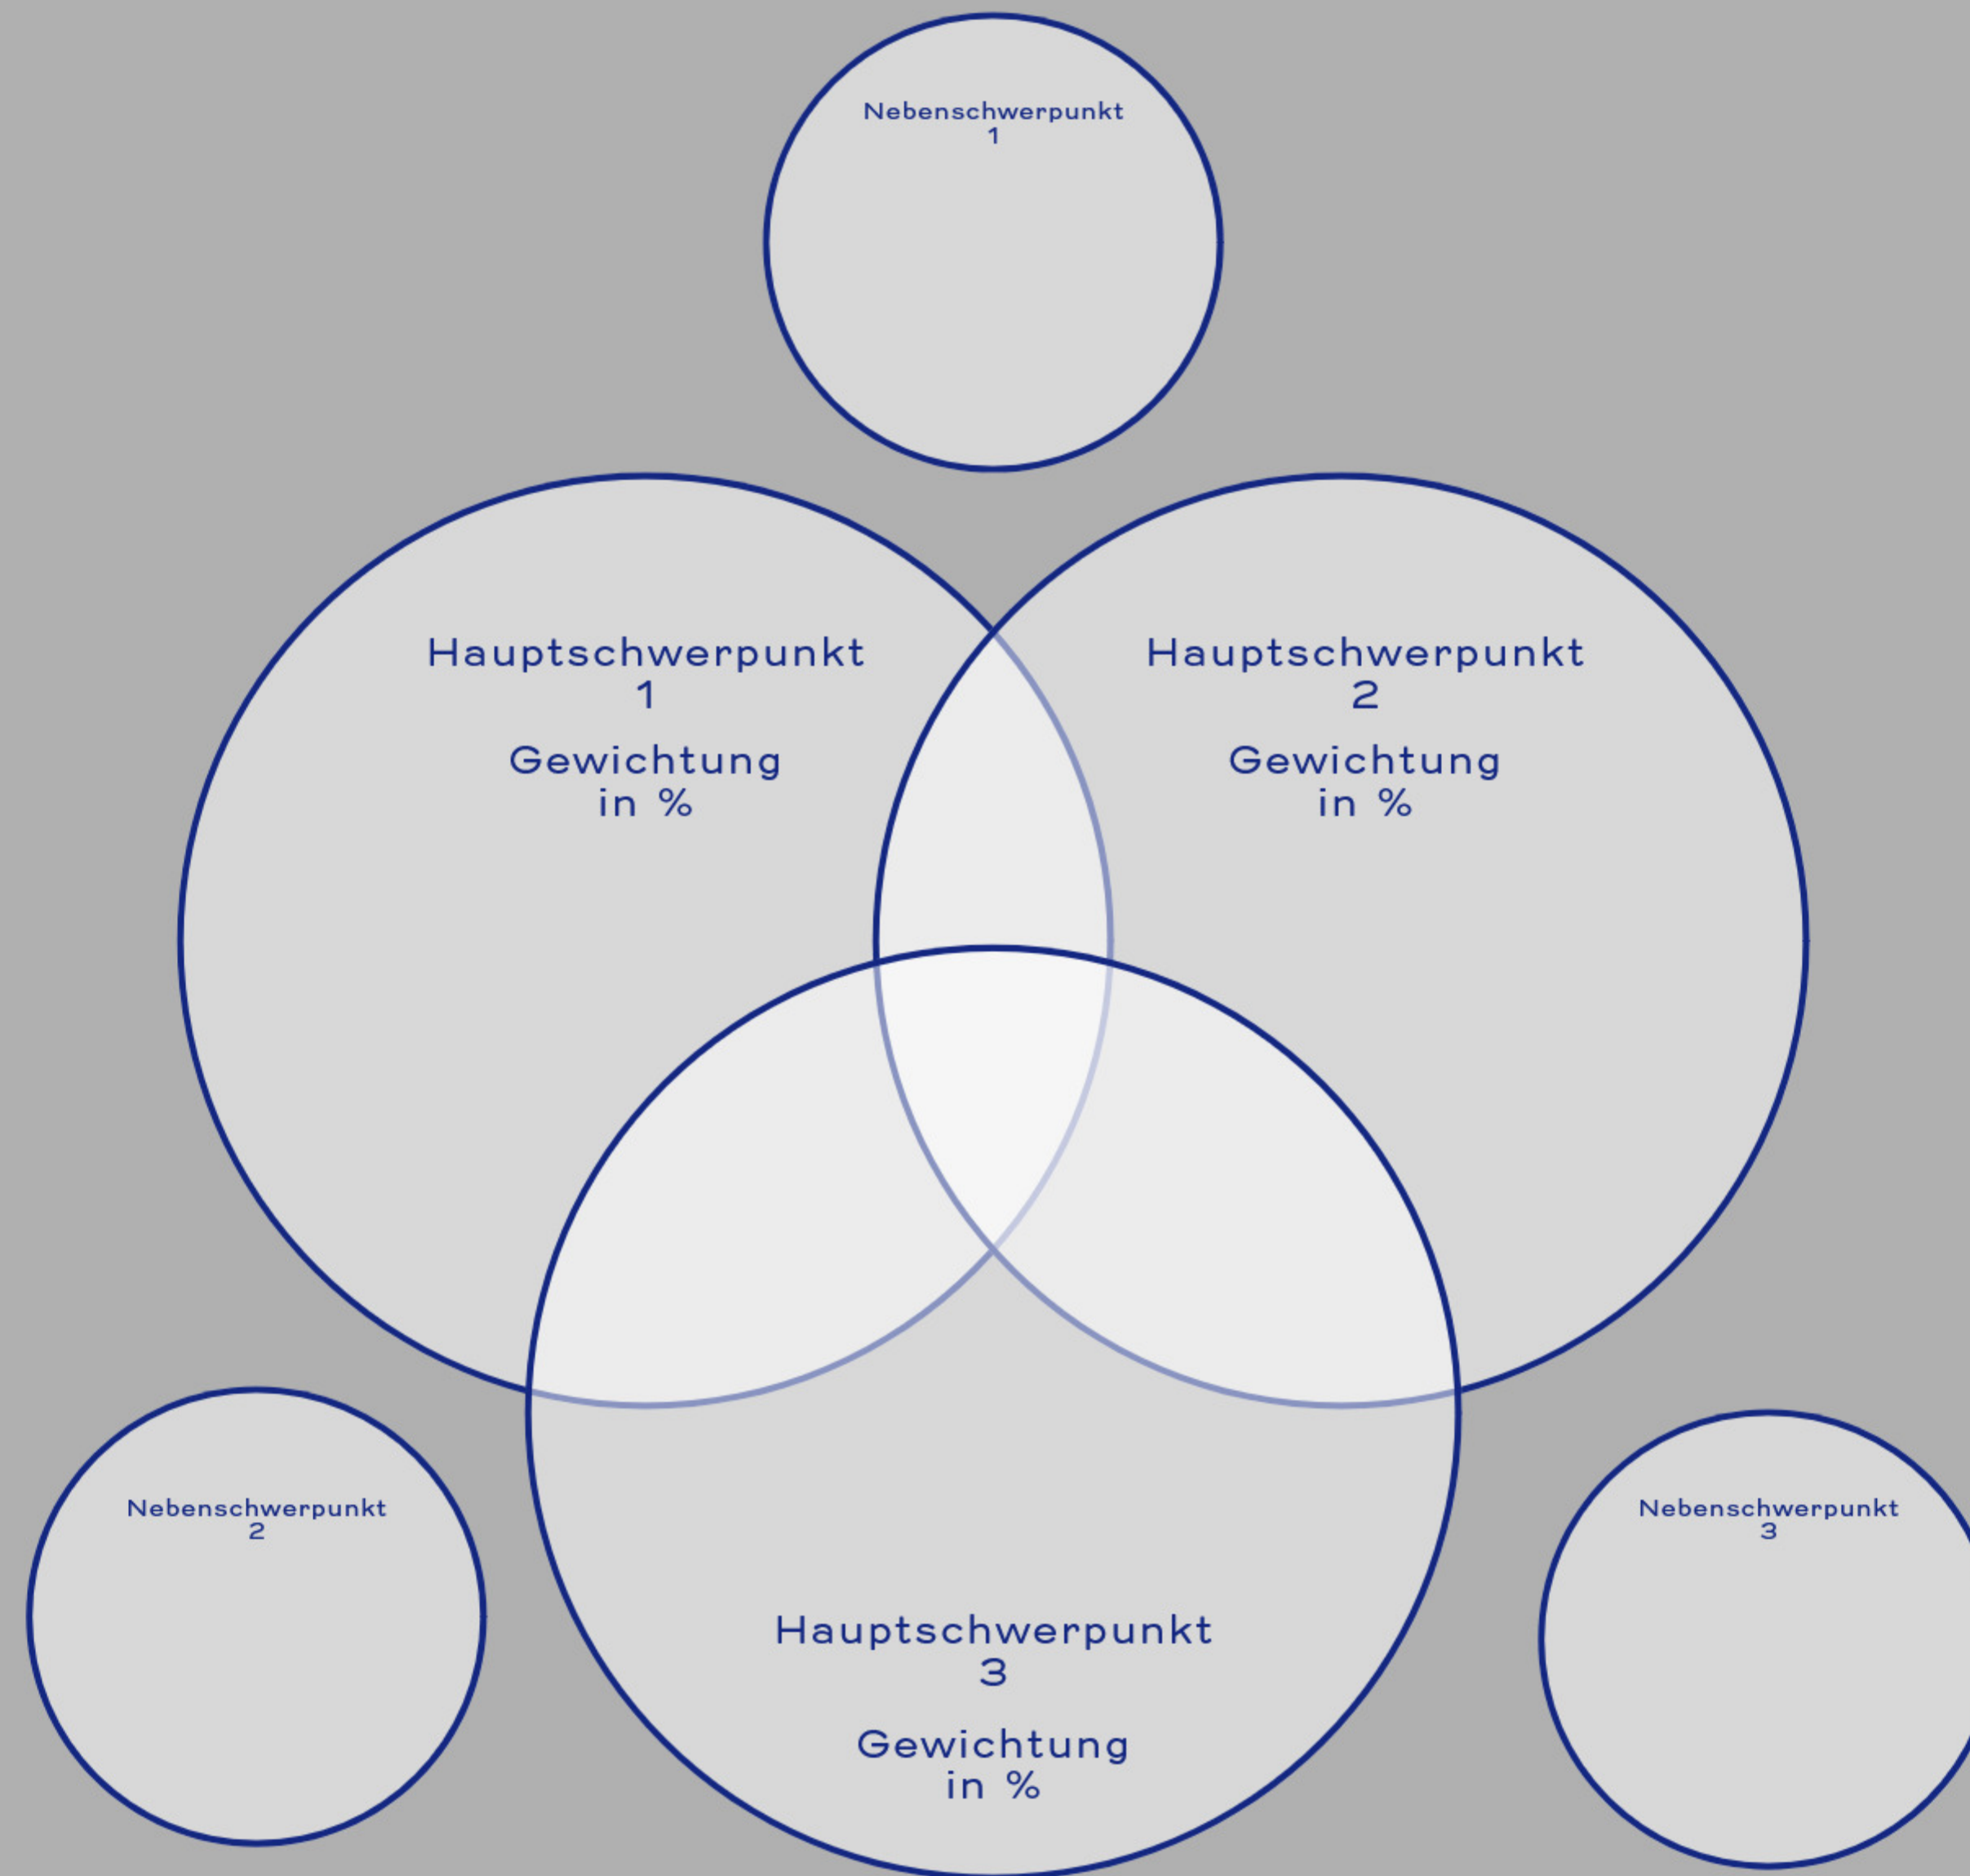 Nebenschwerpunkt
1
Hauptschwerpunkt
1
Gewichtung
in %
Hauptschwerpunkt
2
Gewichtung
in %
Nebenschwerpunkt
2
Nebenschwerpunkt
3
Hauptschwerpunkt
3
Gewichtung
in %